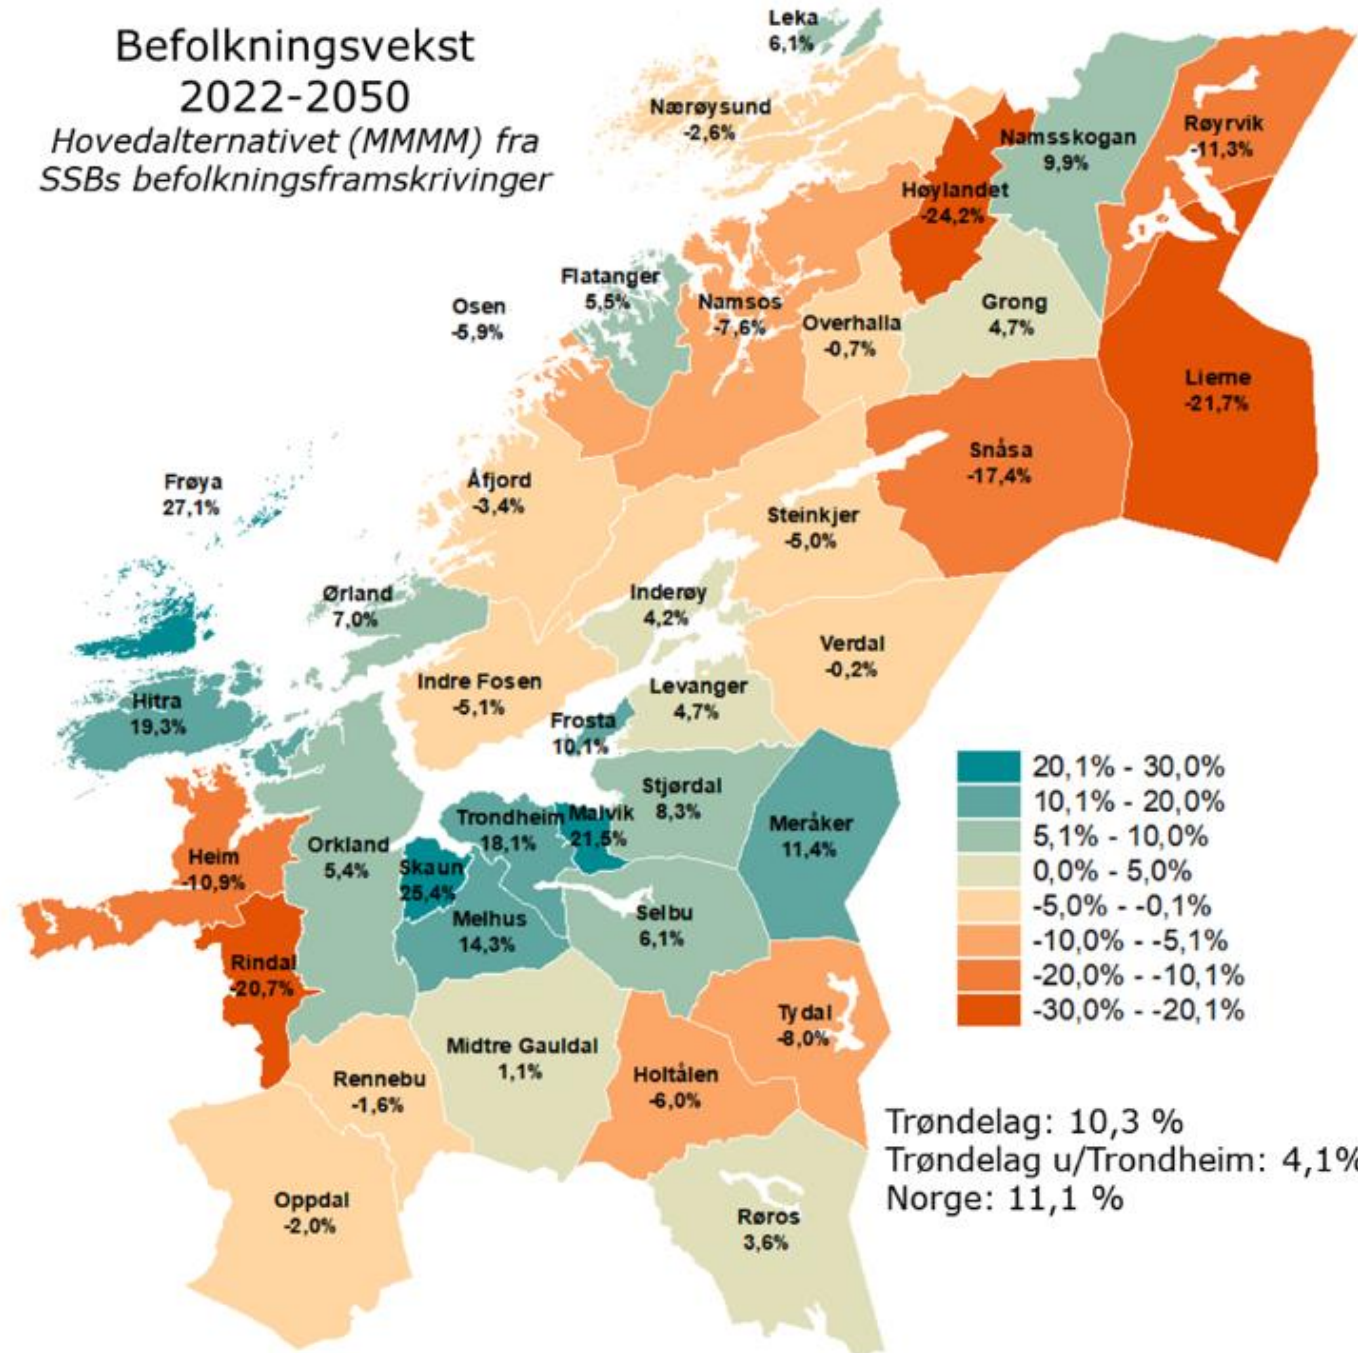 Befolkningsvekst
2022-2050
Hovedalternativet (MMMM) fra
SSBs befolkningsframskrivinger
Leka
6,1%
Nærøysund
-2,6%
Namsskogan
9,9%
Røyrvik
-11,3%
Høylandet
-24,2%
Flatanger
5,5%
Osen
-5,9%
Namsos
-7,6%
Overhalla
-0,7%
Grong
4,7%
Lierne
-21,7%
Snåsa
-17,4%
Frøya
27,1%
Åfjord
-3,4%
Steinkjer
-5,0%
Ørland
7,0%
Inderøy
4,2%
Verdal
-0,2%
Indre Fosen
-5,1%
Levanger
4,7%
Hitra
19,3%
Frosta
10,1%
Stjørdal
8,3%
Trondheim
18,1%
Malvik
21,5%
Meråker
11,4%
Orkland
5,4%
Heim
-10,9%
Skaun
25,4%
Melhus
14,3%
Selbu
6,1%
Rindal
-20,7%
Tydal
-8,0%
Midtre Gauldal
1,1%
Holtålen
-6,0%
Rennebu
-1,6%
Oppdal
-2,0%
Røros
3,6%
20,1% - 30,0%
10,1% - 20,0%
5,1% - 10,0%
0,0% - 5,0%
-5,0% - -0,1%
-10,0% - -5,1%
-20,0% - -10,1%
-30,0% - -20,1%
Trøndelag: 10,3 %
Trøndelag u/Trondheim: 4,1%
Norge: 11,1 %